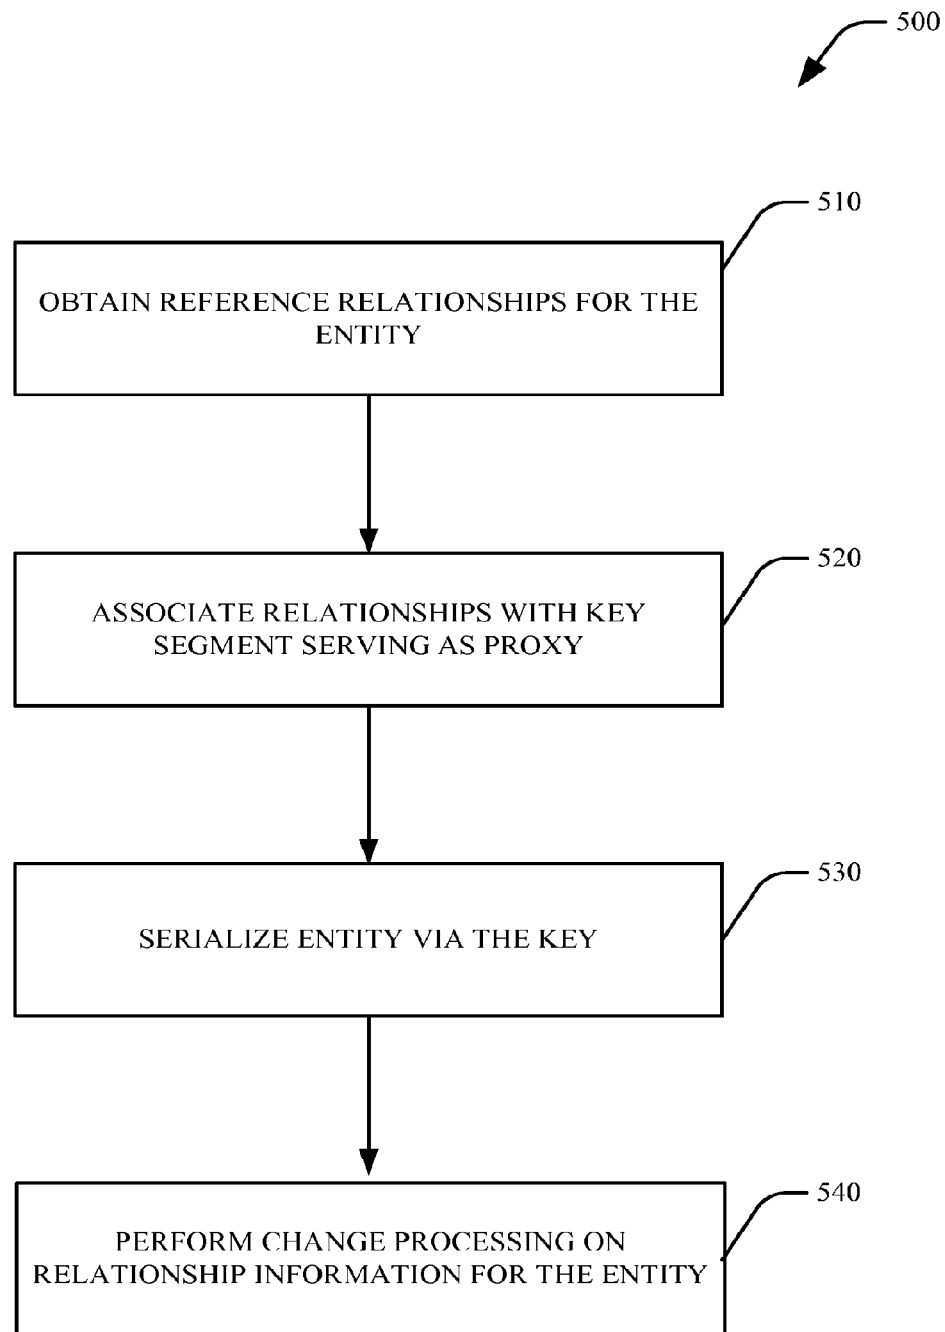 500
510
OBTAIN REFERENCE RELATIONSHIPS FOR THE
ENTITY
520
ASSOCIATE RELATIONSHIPS WITH KEY
SEGMENT SERVING AS PROXY
530
SERIALIZE ENTITY VIA THE KEY
540
PERFORM CHANGE PROCESSING ON
RELATIONSHIP INFORMATION FOR THE ENTITY